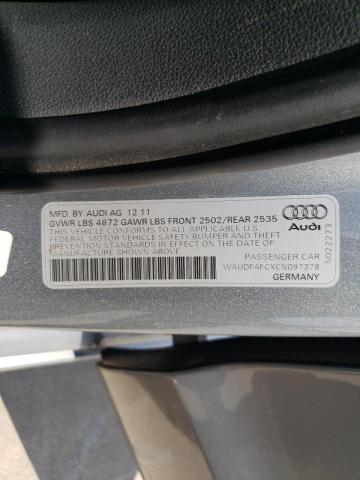 MFD. BY AUDI AG 12 11
GVWR LBS 4872 GAWR LBS FRONT 2502/REAR 2535
THIS VEHICLE CONFORMS TO ALL APPLICABLE U.S.
FEDERAL MOTOR VEHICLE SAFETY BUMPER AND THEFT
PREVENTION STANDARDS IN EFFECT ON THE DATE OF
MANUFACTURE SHOWN ABOVE
Audi
5022273
PASSENGER CAR
WAUDFAFCXCN097378
GERMANY